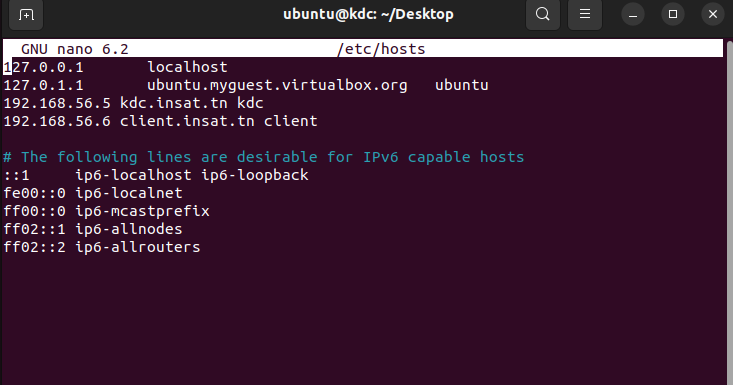 ubuntu@kdc: ~/Desktop
GNU nano 6.2 /etc/hosts
127.0.0.1 localhost
127.0.1.1 ubuntu.myguest.virtualbox.org ubuntu
192.168.56.5 kdc.insat.tn kdc
192.168.56.6 client.insat.tn client
# The following lines are desirable for IPv6 capable hosts
::1 ip6-localhost ip6-loopback
fe00::0 ip6-localnet
ff00::0 ip6-mcastprefix
ff02::1 ip6-allnodes
ff02::2 ip6-allrouters